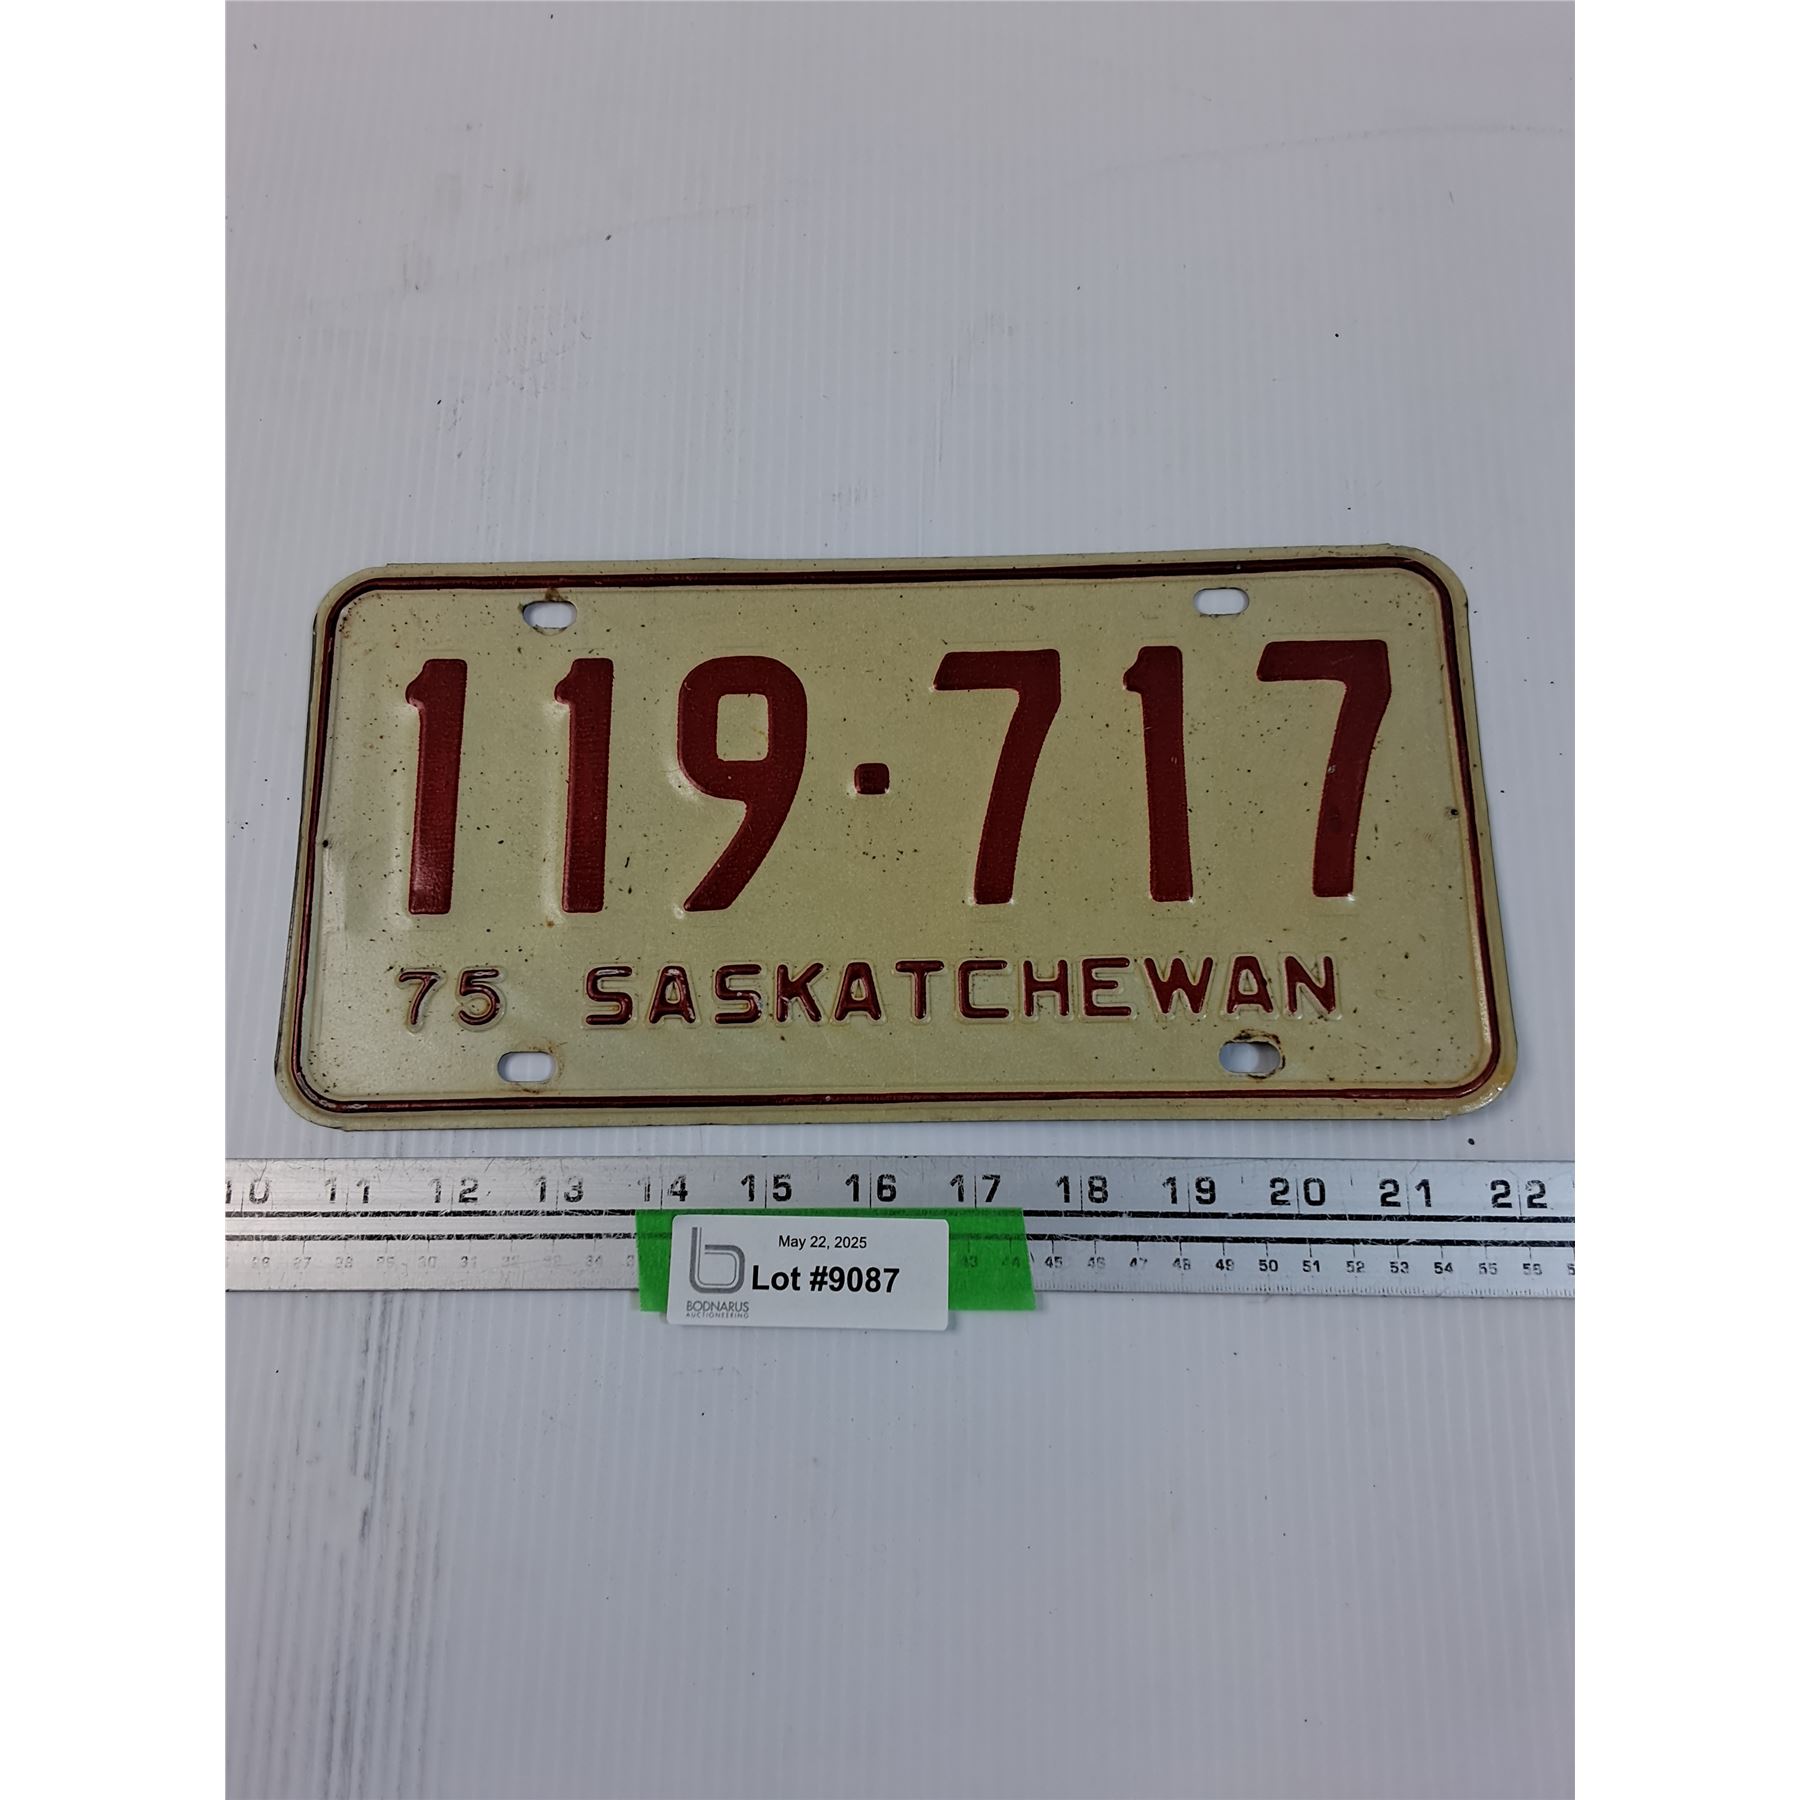 119·717
75 SASKATCHEWAN
10 11 12 13 14 15 16 17 18 19 20 21 22
45 46 47 48 49 50 51 52 53 54 55 56
May 22, 2025
Lot #9087
BODNARUS
AUCTIONEERING